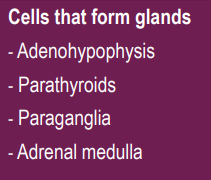 Cells that form glands
- Adenohypophysis
- Parathyroids
- Paraganglia
- Adrenal medulla